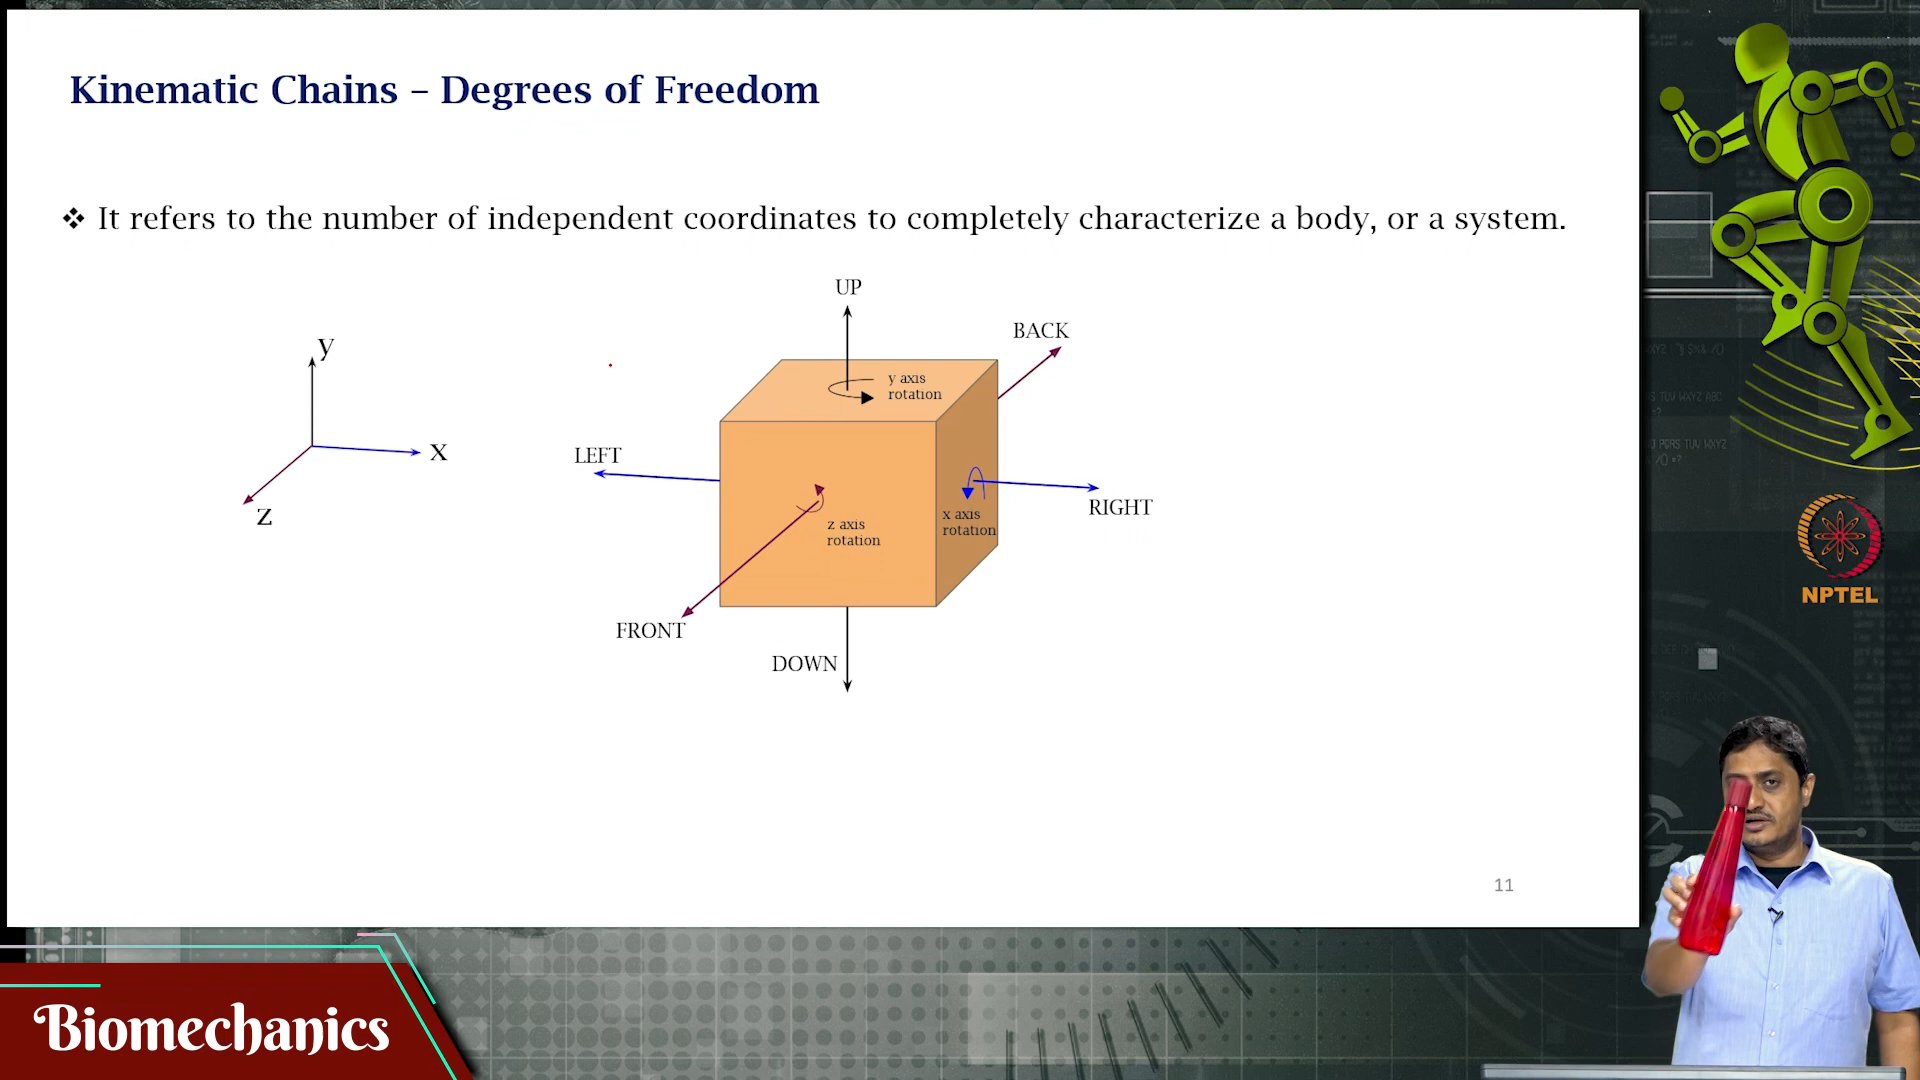 Kinematic Chains – Degrees of Freedom
❖ It refers to the number of independent coordinates to completely characterize a body, or a system.
UP
BACK
y
y axis
rotation
LEFT
x
RIGHT
x axis
rotation
z
z axis
rotation
FRONT
DOWN
NPTEL
11
Biomechanics